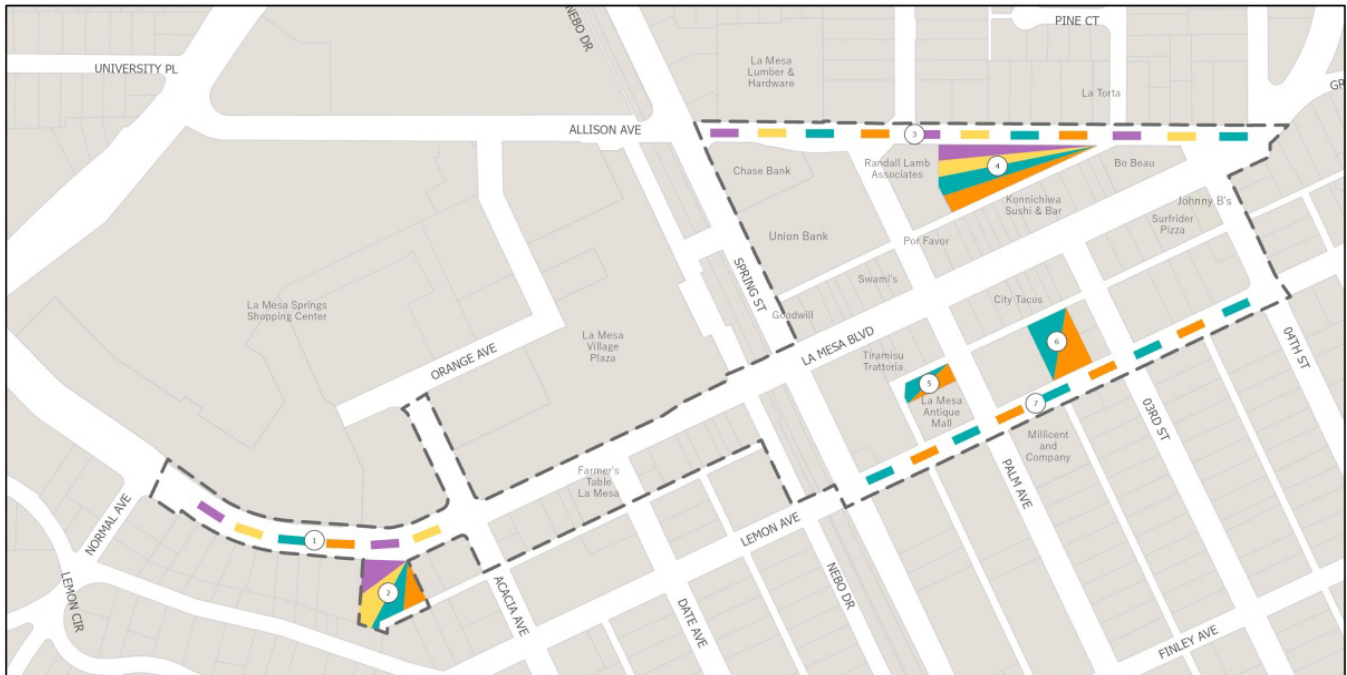 NEBO DR
PINE CT
UNIVERSITY PL
La Mesa
Lumber &
Hardware
La Torta
ALLISON AVE
3
GR
Chase Bank
Randall Lamb
Associates
4
Bo Beau
Konnichiwa
Sushi & Bar
Johnny B's
Surfrider
Pizza
Union Bank
Por Favor
SPRING ST
Swami's
La Mesa Springs
Shopping Center
La Mesa
Village
Plaza
Goodwill
City Tacos
LA MESA BLVD
6
04TH ST
ORANGE AVE
Tiramisu
Trattoria
5
La Mesa
Antique
Mall
7
03RD ST
Millicent
and
Company
PALM AVE
Farmer's
Table
La Mesa
NORMAL AVE
1
LEMON AVE
LEMON CIR
2
ACACIA AVE
DATE AVE
NEBO DR
FINLEY AVE